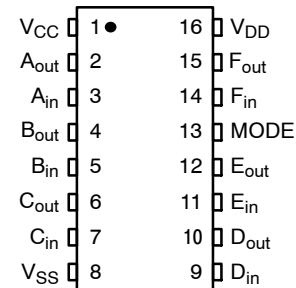 VCC 1 16 VDD
Aout 2 15 Fout
Ain 3 14 Fin
Bout 4 13 MODE
Bin 5 12 Eout
Cout 6 11 Ein
Cin 7 10 Dout
VSS 8 9 Din